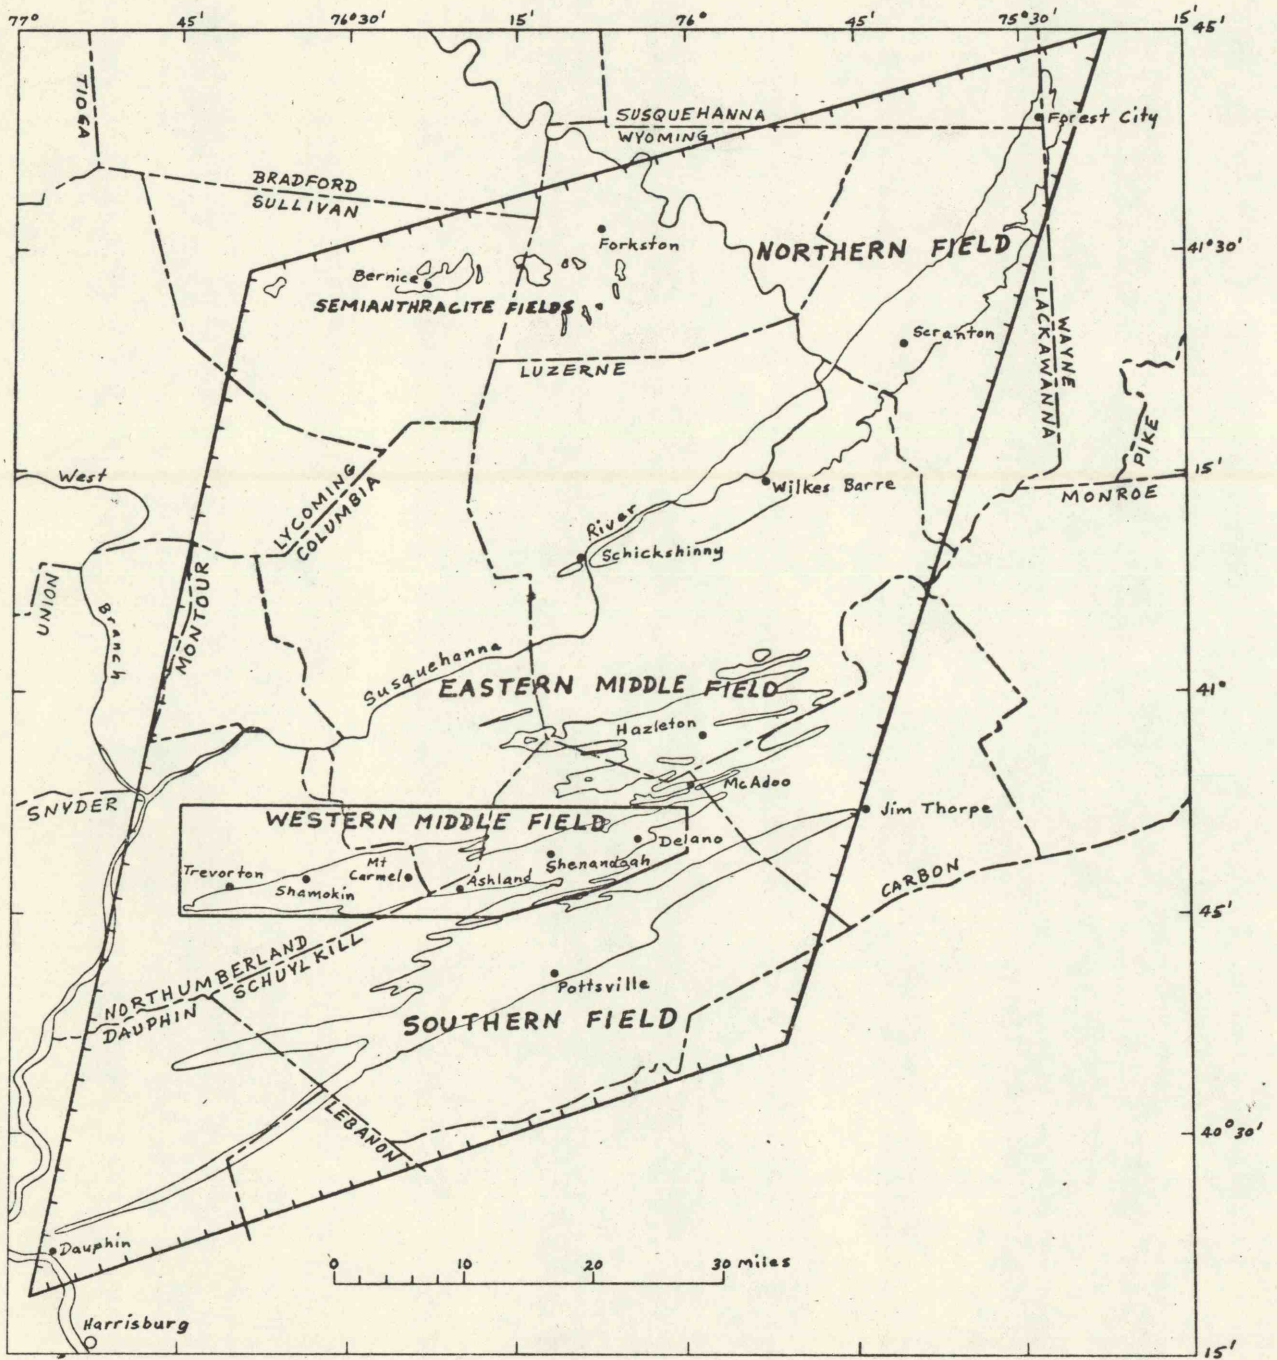 77°
45'
76°30'
15'
76°
45'
75°30'
15'
45'
TIOGA
SUSQUEHANNA
WYOMING
Forest City
BRADFORD
SULLIVAN
Forkston
NORTHERN FIELD
41°30'
Bernice
SEMIANTHRACITE FIELDS
WAYNE
LACKAWANNA
Scranton
LUZERNE
PIKE
West
15'
LYCOMING
COLUMBIA
Wilkes Barre
MONROE
River
Schickshinny
UNION
Branch
MONTOUR
Susquehanna
EASTERN MIDDLE FIELD
41°
Hazleton
McAdoo
SNYDER
Jim Thorpe
WESTERN MIDDLE FIELD
Delano
Shenandoah
Trevorton
Mt
Carmel
Shamokin
Ashland
CARBON
45'
NORTHUMBERLAND
SCHUYLKILL
DAUPHIN
Pottsville
SOUTHERN FIELD
LEBANON
40°30'
Dauphin
0 10 20 30 miles
Harrisburg
15'